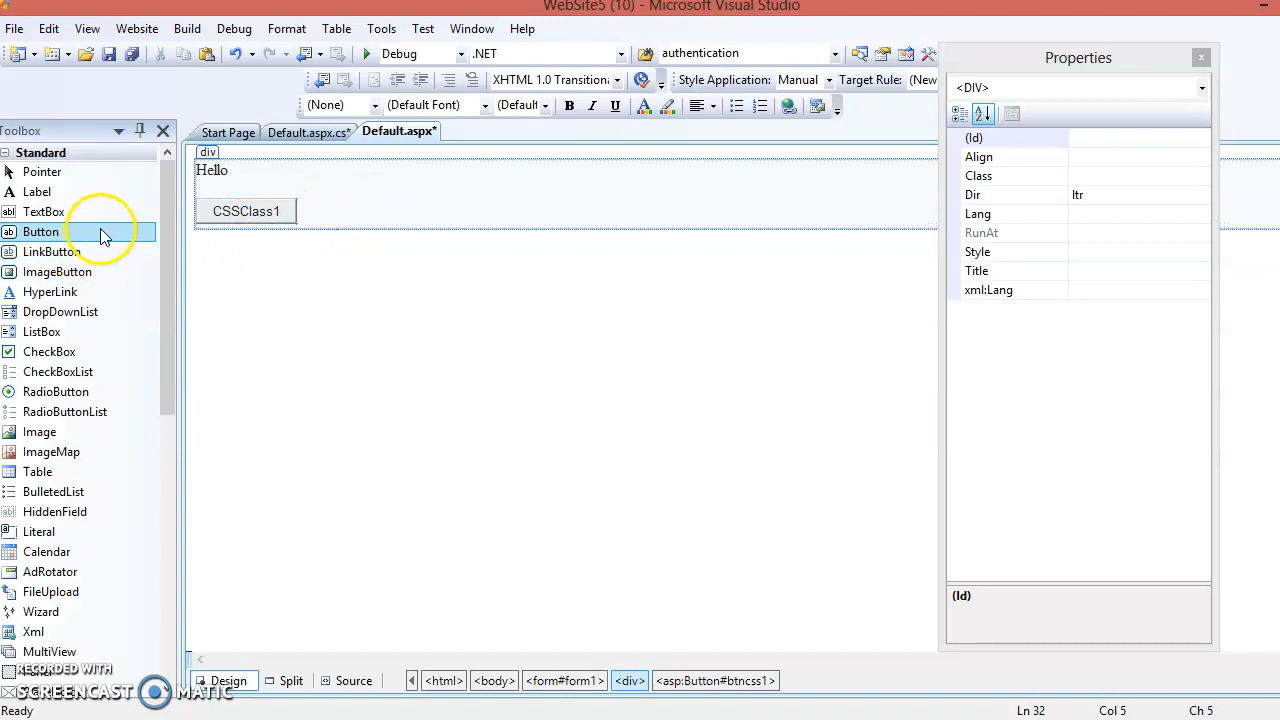 WebSite5 (10) - Microsoft Visual Studio
File Edit View Website Build Debug Format Table Tools Test Window Help
Debug .NET authentication
XHTML 1.0 Transition Style Application: Manual Target Rule: (New
(None) (Default Font) (Default B I U A
Toolbox
Start Page Default.aspx.cs* Default.aspx*
Standard
Pointer
A Label
abl TextBox
ab Button
ab LinkButton
ImageButton
A HyperLink
DropDownList
ListBox
CheckBox
CheckBoxList
RadioButton
RadioButtonList
Image
ImageMap
Table
BulletedList
HiddenField
Literal
Calendar
AdRotator
FileUpload
Wizard
Xml
MultiView
div
Hello
CSSClass1
Properties x
<DIV>
(Id)
Align
Class
Dir ltr
Lang
RunAt
Style
Title
xml:Lang
(Id)
Design Split Source <html> <body> <form#form1> <div> <asp:Button#btncss1>
RECORDED WITH
SCREENCAST MATIC
Ready Ln 32 Col 5 Ch 5